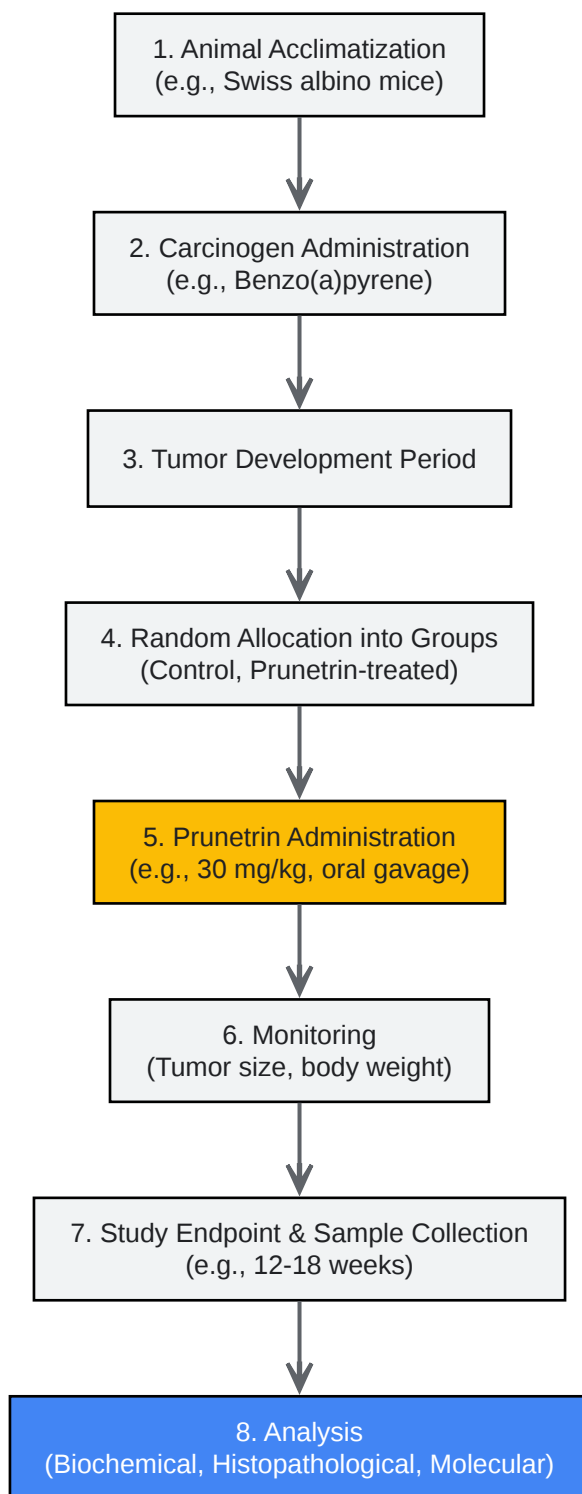 1. Animal Acclimatization
(e.g., Swiss albino mice)
2. Carcinogen Administration
(e.g., Benzo(a)pyrene)
3. Tumor Development Period
4. Random Allocation into Groups
(Control, Prunetrin-treated)
5. Prunetrin Administration
(e.g., 30 mg/kg, oral gavage)
6. Monitoring
(Tumor size, body weight)
7. Study Endpoint & Sample Collection
(e.g., 12-18 weeks)
8. Analysis
(Biochemical, Histopathological, Molecular)